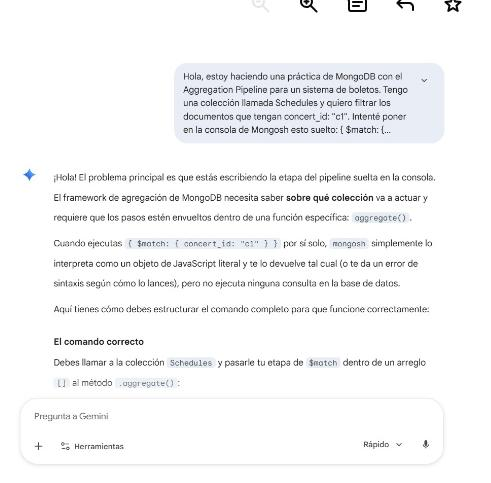 Hola, estoy haciendo una práctica de MongoDB con el
Aggregation Pipeline para un sistema de boletos. Tengo
una colección llamada Schedules y quiero filtrar los
documentos que tengan concert_id: "c1". Intenté poner
en la consola de Mongosh esto suelto: { $match: {...
¡Hola! El problema principal es que estás escribiendo la etapa del pipeline suelta en la consola.
El framework de agregación de MongoDB necesita saber sobre qué colección va a actuar y
requiere que los pasos estén envueltos dentro de una función específica: aggregate().
Cuando ejecutas { $match: { concert_id: "c1" } } por sí solo, mongosh simplemente lo
interpreta como un objeto de JavaScript literal y te lo devuelve tal cual (o te da un error de
sintaxis según cómo lo lances), pero no ejecuta ninguna consulta en la base de datos.
Aquí tienes cómo debes estructurar el comando completo para que funcione correctamente:
El comando correcto
Debes llamar a la colección Schedules y pasarle tu etapa de $match dentro de un arreglo
[] al método .aggregate():
Pregunta a Gemini
Herramientas
Rápido